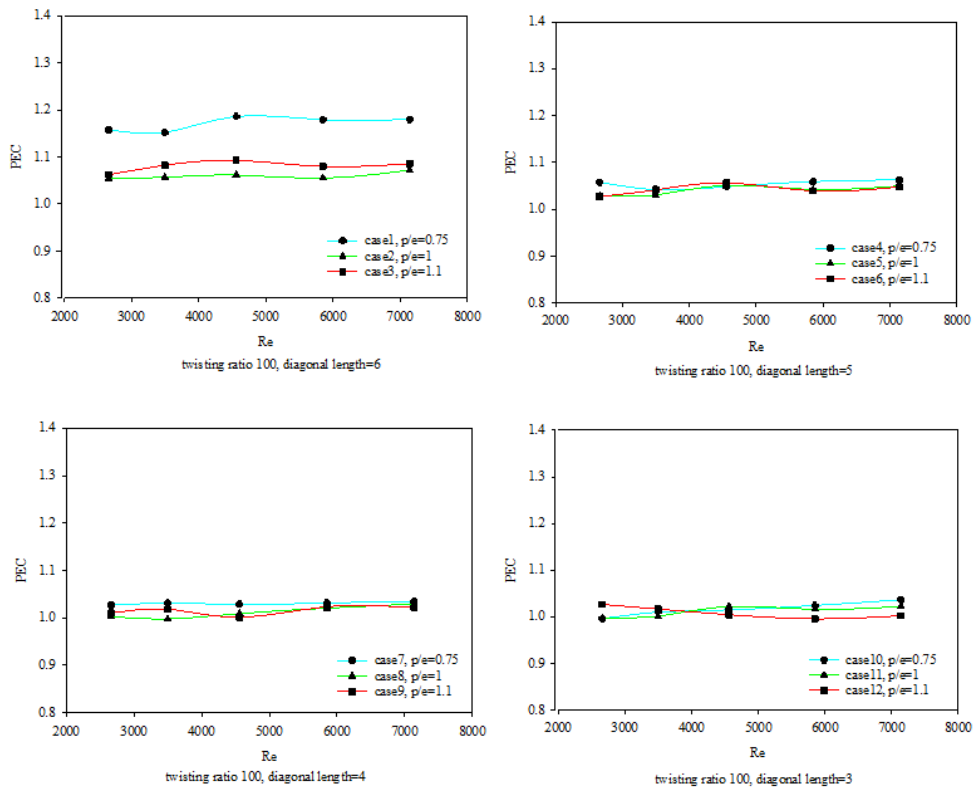 1.4
1.3
1.2
1.1
1.0
0.9
0.8
PEC
case1, p/e=0.75
case2, p/e=1
case3, p/e=1.1
2000 3000 4000 5000 6000 7000 8000
Re
twisting ratio 100, diagonal length=6
1.4
1.3
1.2
1.1
1.0
0.9
0.8
PEC
case4, p/e=0.75
case5, p/e=1
case6, p/e=1.1
2000 3000 4000 5000 6000 7000 8000
Re
twisting ratio 100, diagonal length=5
1.4
1.3
1.2
1.1
1.0
0.9
0.8
PEC
case7, p/e=0.75
case8, p/e=1
case9, p/e=1.1
2000 3000 4000 5000 6000 7000 8000
Re
twisting ratio 100, diagonal length=4
1.4
1.3
1.2
1.1
1.0
0.9
0.8
PEC
case10, p/e=0.75
case11, p/e=1
case12, p/e=1.1
2000 3000 4000 5000 6000 7000 8000
Re
twisting ratio 100, diagonal length=3